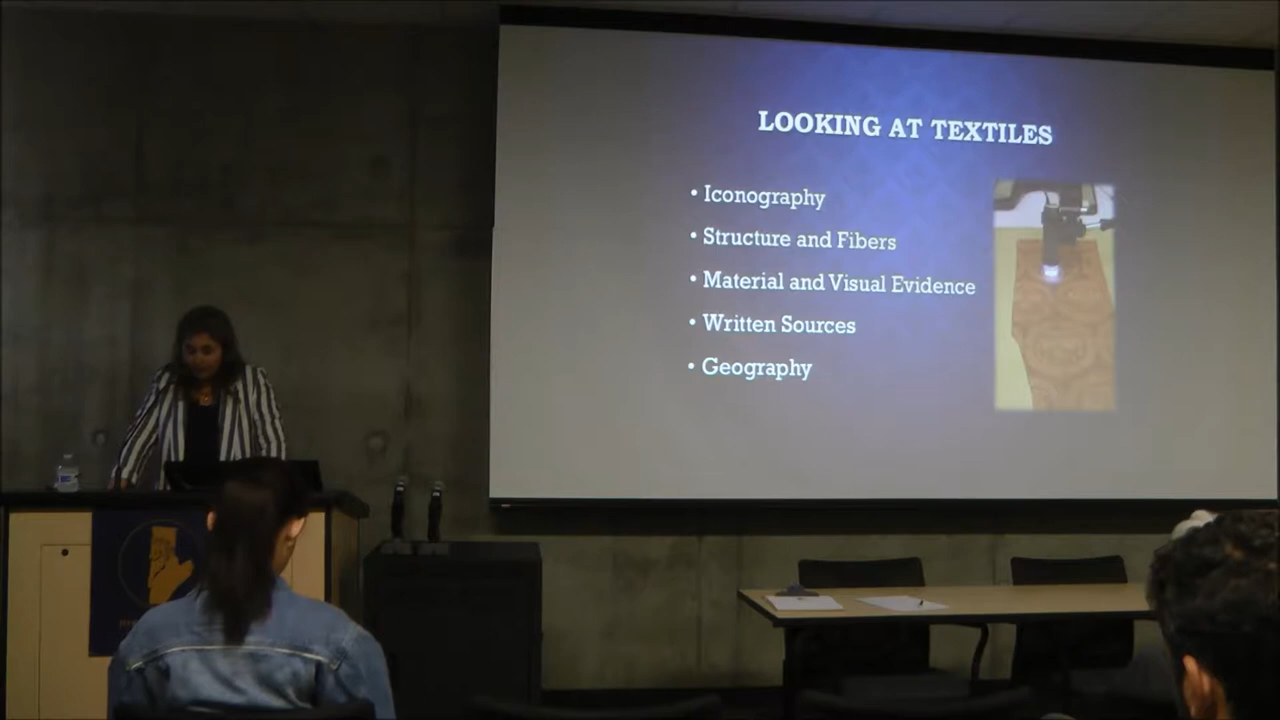 LOOKING AT TEXTILES
• Iconography
• Structure and Fibers
• Material and Visual Evidence
• Written Sources
• Geography